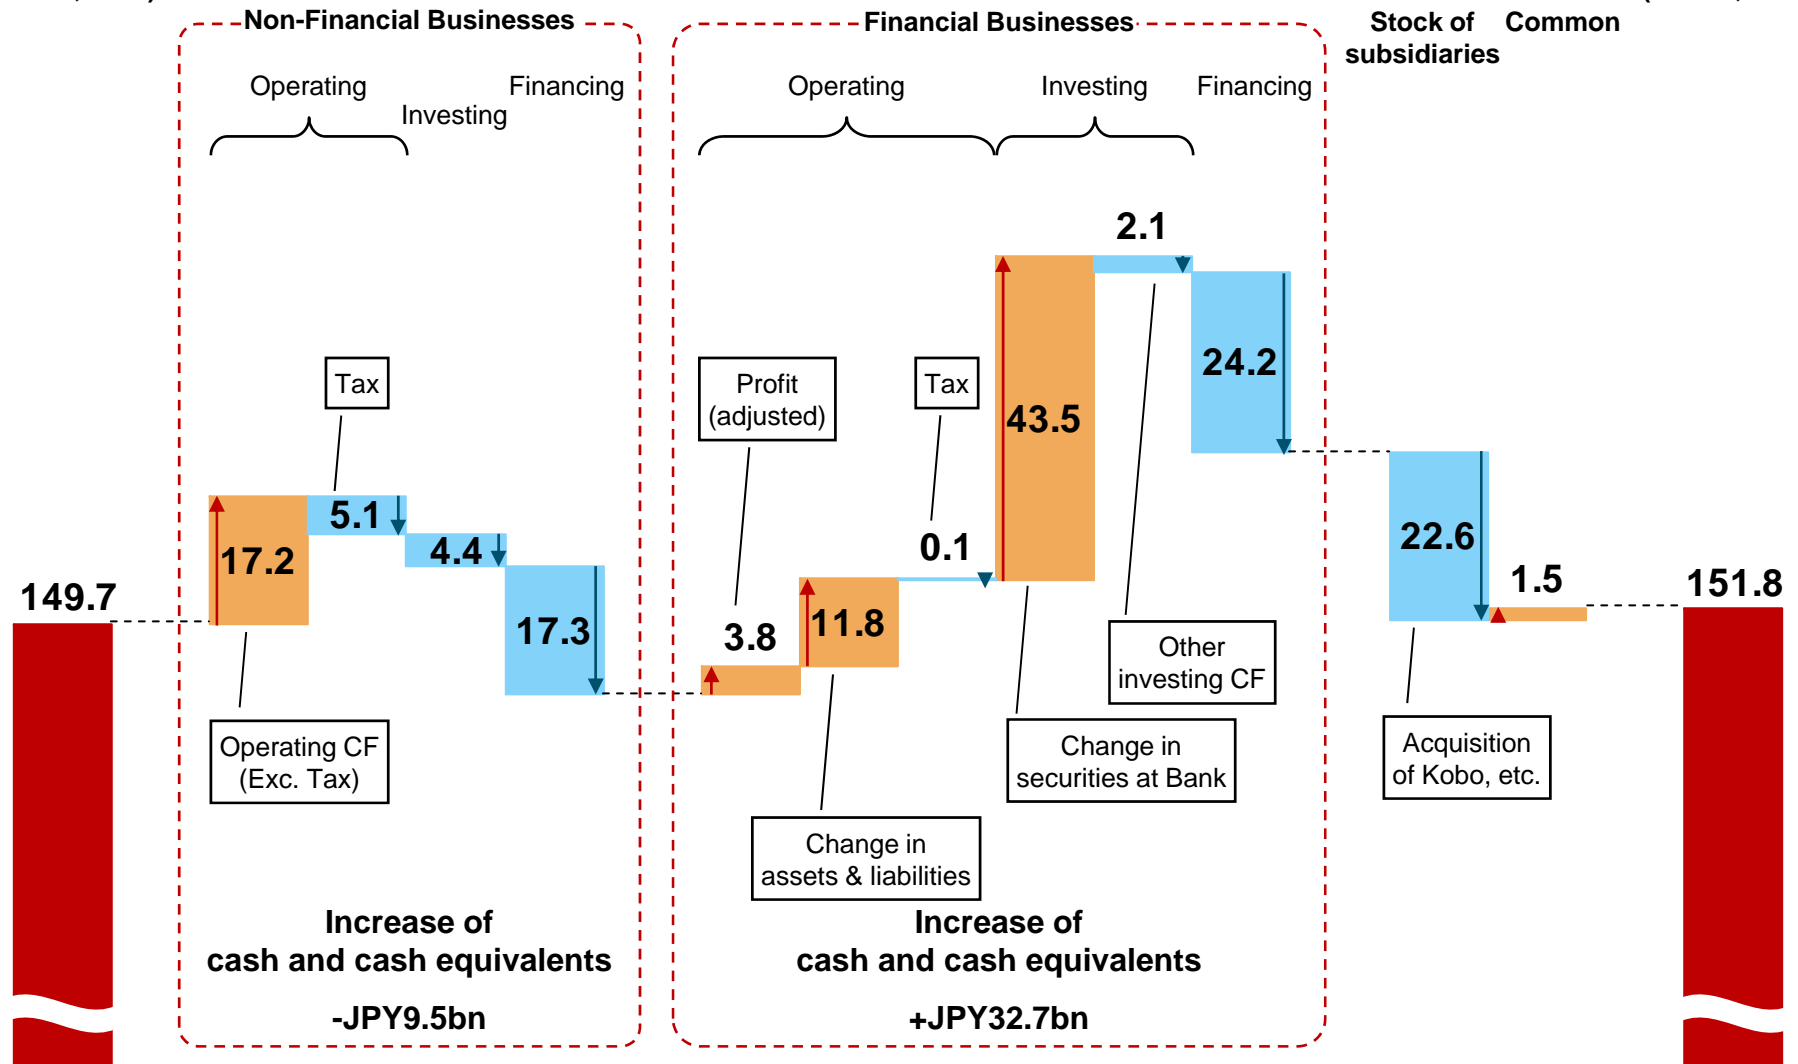 Non-Financial Businesses
Financial Businesses
Stock of
subsidiaries
Common
Operating
Investing
Financing
Operating
Investing
Financing
2.1
Tax
Profit
(adjusted)
Tax
24.2
43.5
5.1
17.2
4.4
0.1
22.6
149.7
17.3
3.8
11.8
1.5
151.8
Other
investing CF
Operating CF
(Exc. Tax)
Change in
securities at Bank
Acquisition
of Kobo, etc.
Change in
assets & liabilities
Increase of
cash and cash equivalents
-JPY9.5bn
Increase of
cash and cash equivalents
+JPY32.7bn